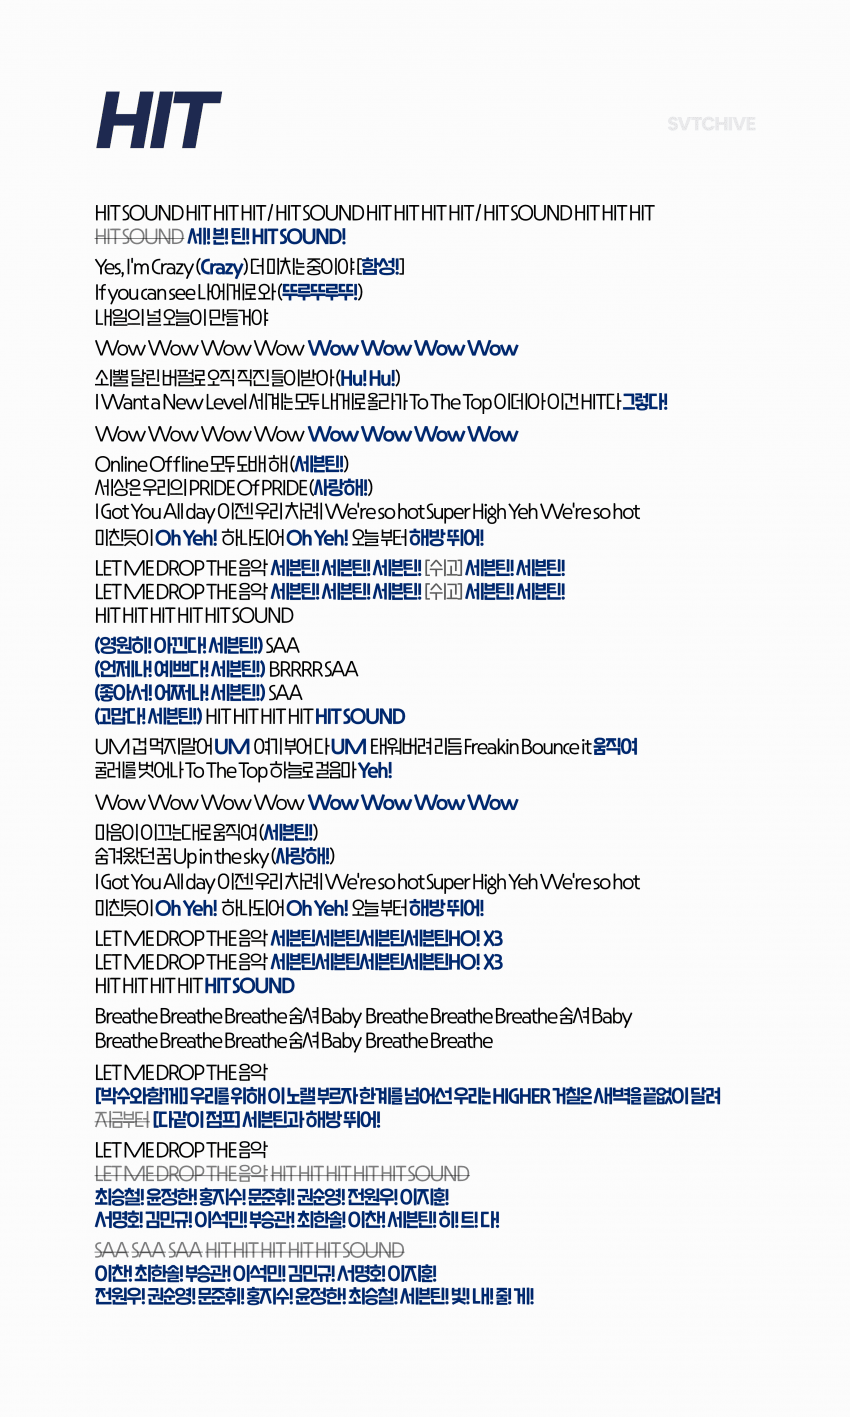 HIT
SVTCHIVE
HIT SOUND HIT HIT HIT / HIT SOUND HIT HIT HIT HIT / HIT SOUND HIT HIT HIT
HIT SOUND 세! 븐! 틴! HIT SOUND!
Yes, I'm Crazy (Crazy) 더 미치는 중이야 [함성!]
If you can see 나에게로 와 (뚜루뚜루뚜!)
내일의 널 오늘이 만들거야
Wow Wow Wow Wow Wow Wow Wow Wow
쇠뿔 달린 버펄로 오직 직진 들이받아 (Hu! Hu!)
I Want a New Level 세계는 모두 내게로 올라가 To The Top 이데아 이건 HIT다 그렇다!
Wow Wow Wow Wow Wow Wow Wow Wow
Online Offline 모두 도배 해 (세븐틴!)
세상은 우리의 PRIDE Of PRIDE (사랑해!)
I Got You All day 이젠 우리 차례 We're so hot Super High Yeh We're so hot
미친듯이 Oh Yeh! 하나되어 Oh Yeh! 오늘 부터 해방 뛰어!
LET ME DROP THE 음악 세븐틴! 세븐틴! 세븐틴! [수고] 세븐틴! 세븐틴!
LET ME DROP THE 음악 세븐틴! 세븐틴! 세븐틴! [수고] 세븐틴! 세븐틴!
HIT HIT HIT HIT HIT SOUND
(영원히! 아낀다! 세븐틴!) SAA
(언제나! 예쁘다! 세븐틴!) BRRRR SAA
(좋아서! 어쩌나! 세븐틴!) SAA
(고맙다! 세븐틴!) HIT HIT HIT HIT HIT SOUND
UM 겁 먹지말어 UM 여기 부어 다 UM 태워버려 리듬 Freakin Bounce it 움직여
굴러를 벗어나 To The Top 하늘로 걸음마 Yeh!
Wow Wow Wow Wow Wow Wow Wow Wow
마음이 이끄는대로 움직여 (세븐틴!)
숨겨왔던 꿈 Up in the sky (사랑해!)
I Got You All day 이젠 우리 차례 We're so hot Super High Yeh We're so hot
미친듯이 Oh Yeh! 하나되어 Oh Yeh! 오늘 부터 해방 뛰어!
LET ME DROP THE 음악 세븐틴세븐틴세븐틴세븐틴HO! X3
LET ME DROP THE 음악 세븐틴세븐틴세븐틴세븐틴HO! X3
HIT HIT HIT HIT HIT SOUND
Breathe Breathe Breathe 숨 셔 Baby Breathe Breathe Breathe 숨 셔 Baby
Breathe Breathe Breathe 숨 셔 Baby Breathe Breathe
LET ME DROP THE 음악
[박수와함께!] 우리를 위해 이 노랠 부르자 한계를 넘어선 우리는 HIGHER 거칠은 새벽을 끝없이 달려
지금부터 [다같이 점프] 세븐틴과 해방 뛰어!
LET ME DROP THE 음악
LET ME DROP THE 음악 HIT HIT HIT HIT HIT SOUND
최승철! 윤정한! 홍지수! 문준휘! 권순영! 전원우! 이지훈!
서명호! 김민규! 이석민! 부승관! 최한솔! 이찬! 세븐틴! 히! 트! 다!
SAA SAA SAA HIT HIT HIT HIT HIT SOUND
이찬! 최한솔! 부승관! 이석민! 김민규! 서명호! 이지훈!
전원우! 권순영! 문준휘! 홍지수! 윤정한! 최승철! 세븐틴! 빛! 내! 줄! 게!